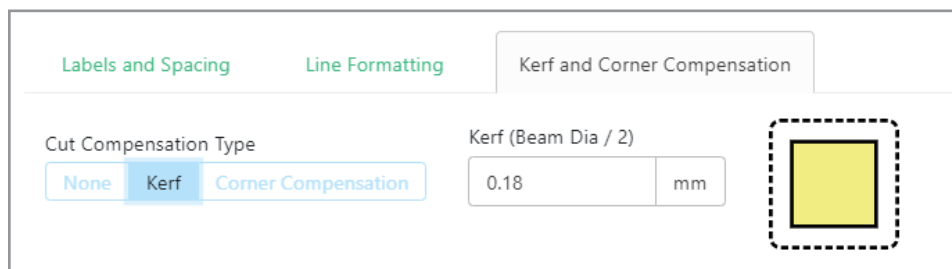 Labels and Spacing Line Formatting Kerf and Corner Compensation
Cut Compensation Type Kerf (Beam Dia / 2)
None Kerf Corner Compensation 0.18 mm